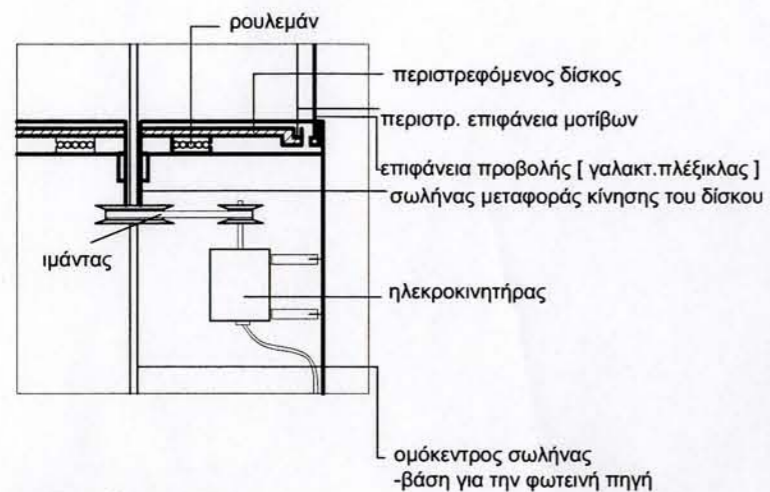 ρουλεμάν
περιστρεφόμενος δίσκος
περιστρ. επιφάνεια μοτίβων
επιφάνεια προβολής [ γαλακτ.πλέξικλας ]
σωλήνας μεταφοράς κίνησης του δίσκου
ιμάντας
ηλεκροκινητήρας
ομόκεντρος σωλήνας
-βάση για την φωτεινή πηγή